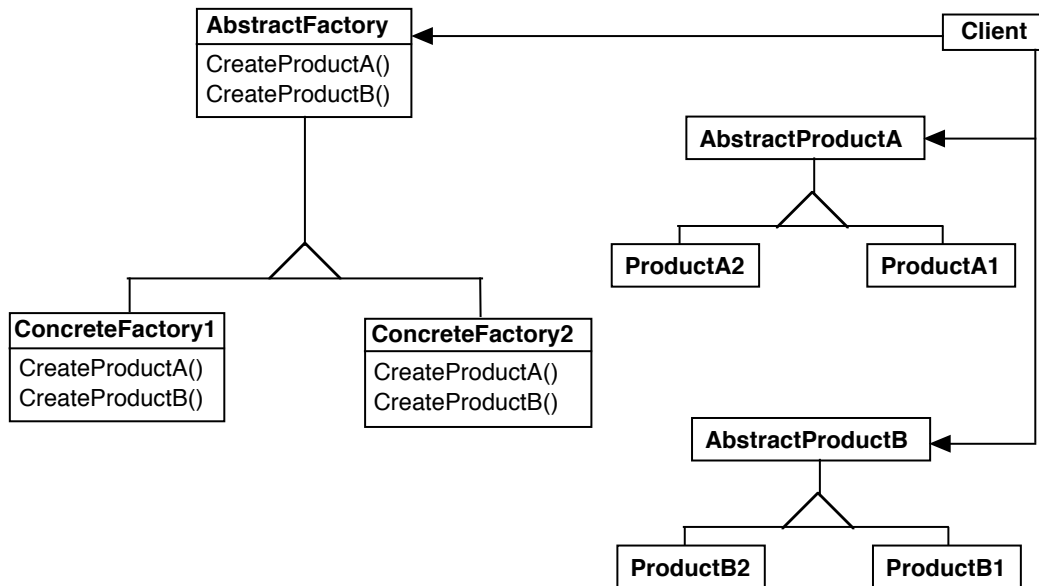 AbstractFactory
CreateProductA()
CreateProductB()
Client
AbstractProductA
ProductA2
ProductA1
ConcreteFactory1
CreateProductA()
CreateProductB()
ConcreteFactory2
CreateProductA()
CreateProductB()
AbstractProductB
ProductB2
ProductB1